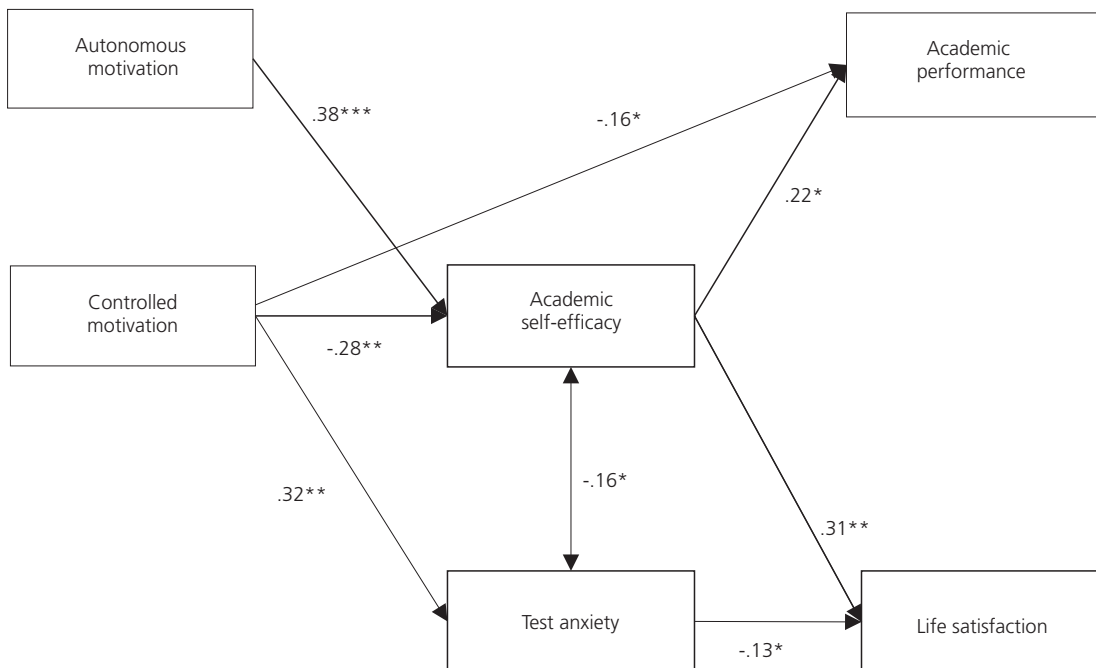 Autonomous
motivation
Academic
performance
.38***
-.16*
.22*
Controlled
motivation
Academic
self-efficacy
-.28**
.32**
-.16*
.31**
Test anxiety
Life satisfaction
-.13*